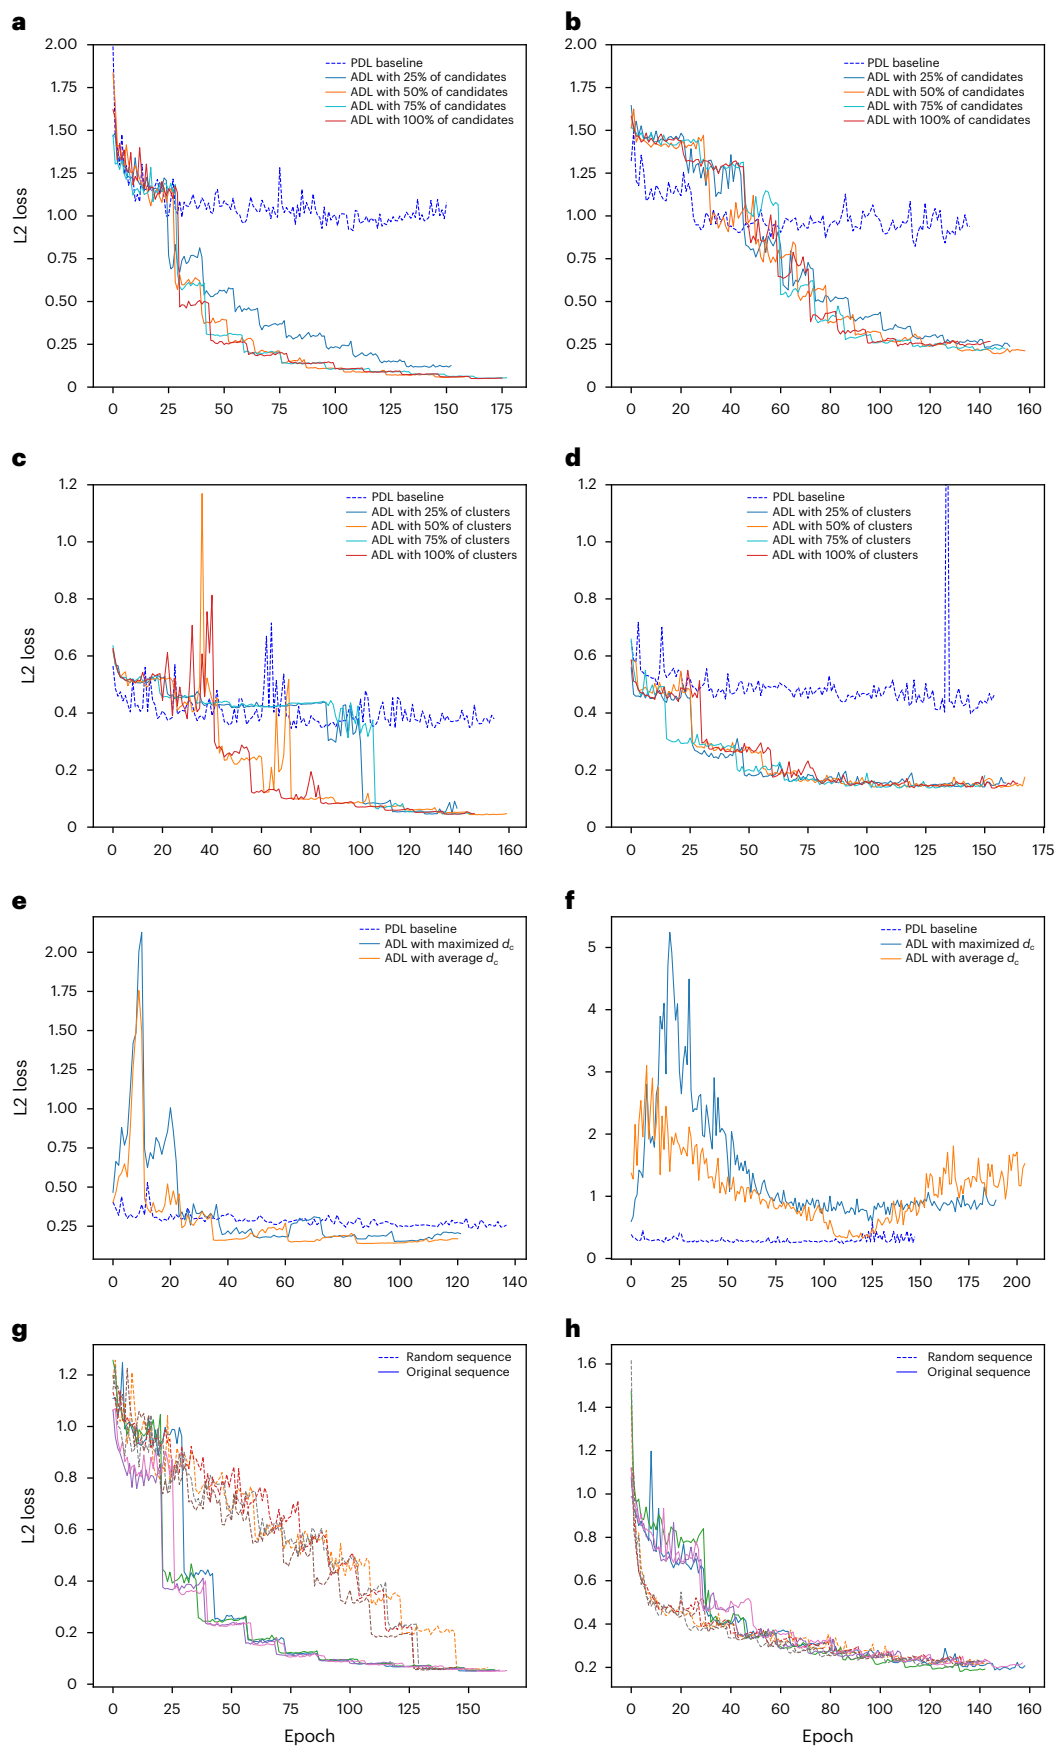 a
2.00
1.75
1.50
1.25
1.00
0.75
0.50
0.25
0
L2 loss
PDL baseline
ADL with 25% of candidates
ADL with 50% of candidates
ADL with 75% of candidates
ADL with 100% of candidates
0 25 50 75 100 125 150 175
b
2.00
1.75
1.50
1.25
1.00
0.75
0.50
0.25
0
PDL baseline
ADL with 25% of candidates
ADL with 50% of candidates
ADL with 75% of candidates
ADL with 100% of candidates
0 20 40 60 80 100 120 140 160
c
1.2
1.0
0.8
0.6
0.4
0.2
0
L2 loss
PDL baseline
ADL with 25% of clusters
ADL with 50% of clusters
ADL with 75% of clusters
ADL with 100% of clusters
0 20 40 60 80 100 120 140 160
d
1.2
1.0
0.8
0.6
0.4
0.2
0
PDL baseline
ADL with 25% of clusters
ADL with 50% of clusters
ADL with 75% of clusters
ADL with 100% of clusters
0 25 50 75 100 125 150 175
e
2.00
1.75
1.50
1.25
1.00
0.75
0.50
0.25
L2 loss
PDL baseline
ADL with maximized dc
ADL with average dc
0 20 40 60 80 100 120 140
f
5
4
3
2
1
0
PDL baseline
ADL with maximized dc
ADL with average dc
0 25 50 75 100 125 150 175 200
g
1.2
1.0
0.8
0.6
0.4
0.2
0
L2 loss
Random sequence
Original sequence
0 25 50 75 100 125 150
Epoch
h
1.6
1.4
1.2
1.0
0.8
0.6
0.4
0.2
Random sequence
Original sequence
0 20 40 60 80 100 120 140 160
Epoch